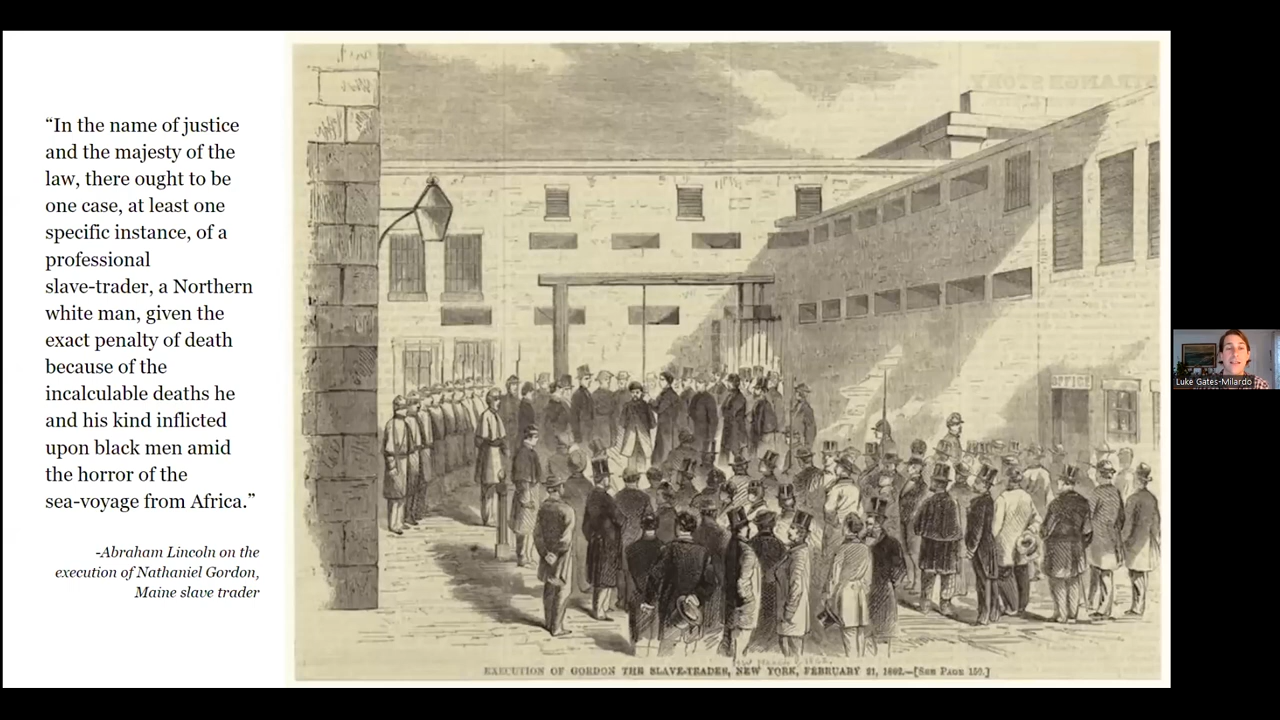 “In the name of justice
and the majesty of the
law, there ought to be
one case, at least one
specific instance, of a
professional
slave-trader, a Northern
white man, given the
exact penalty of death
because of the
incalculable deaths he
and his kind inflicted
upon black men amid
the horror of the
sea-voyage from Africa.”
-Abraham Lincoln on the
execution of Nathaniel Gordon,
Maine slave trader
STRANGE STORY
OFFICE
EXECUTION OF GORDON THE SLAVE-TRADER, NEW YORK, FEBRUARY 21, 1862.—[SEE PAGE 150.]
Luke Gates-Milardo